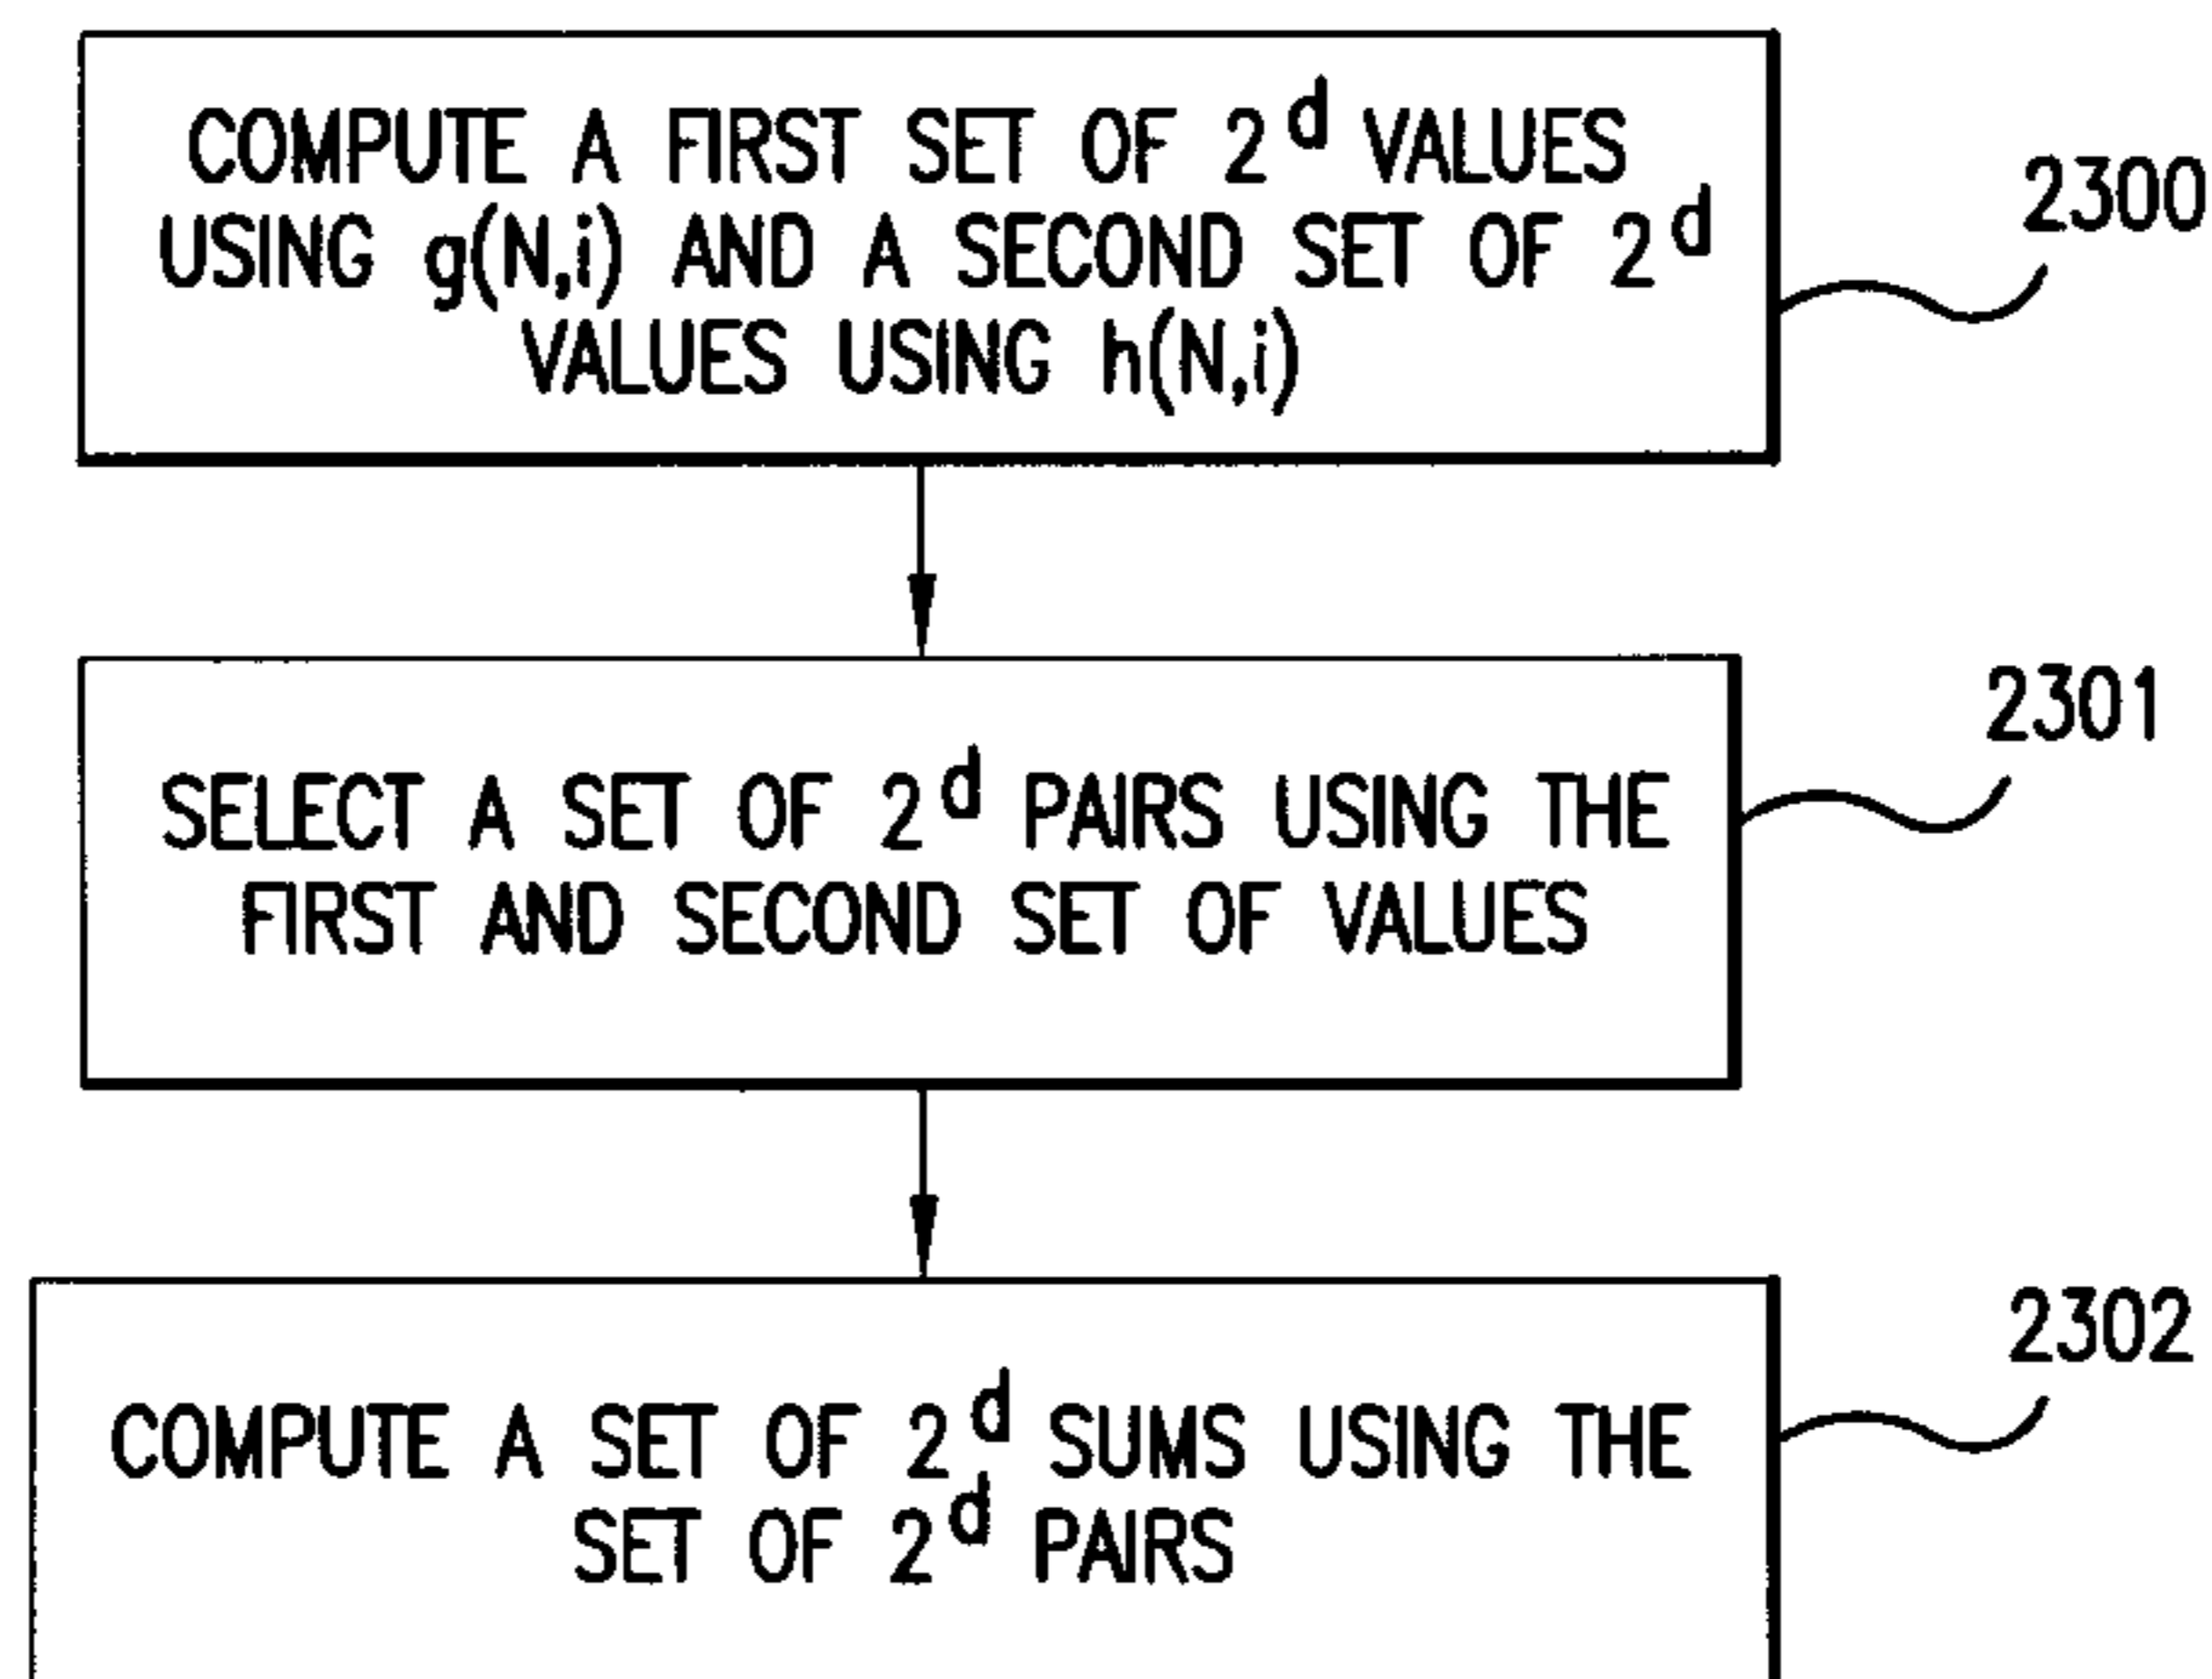 COMPUTE A FIRST SET OF 2^d VALUES
USING g(N,i) AND A SECOND SET OF 2^d
VALUES USING h(N,i)
2300
SELECT A SET OF 2^d PAIRS USING THE
FIRST AND SECOND SET OF VALUES
2301
COMPUTE A SET OF 2^d SUMS USING THE
SET OF 2^d PAIRS
2302